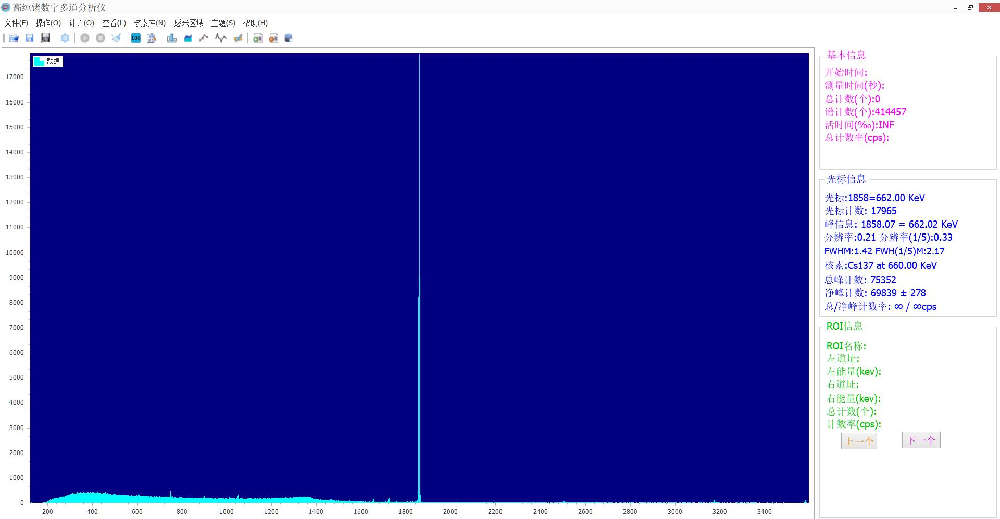 高纯锗数字多道分析仪
文件(F) 操作(O) 计算(O) 查看(L) 核素库(N) 感兴区域 主题(S) 帮助(H)
LOG
100
数据
17000
16000
15000
14000
13000
12000
11000
10000
9000
8000
7000
6000
5000
4000
3000
2000
1000
0
200 400 600 800 1000 1200 1400 1600 1800 2000 2200 2400 2600 2800 3000 3200 3400
基本信息
开始时间:
测量时间(秒):
总计数(个):0
谱计数(个):414457
活时间(‰):INF
总计数率(cps):
光标信息
光标:1858=662.00 KeV
光标计数: 17965
峰信息: 1858.07 = 662.02 KeV
分辨率:0.21 分辨率(1/5):0.33
FWHM:1.42 FWH(1/5)M:2.17
核素:Cs137 at 660.00 KeV
总峰计数: 75352
净峰计数: 69839 ± 278
总/净峰计数率: ∞ / ∞cps
ROI信息
ROI名称:
左道址:
左能量(kev):
右道址:
右能量(kev):
总计数(个):
计数率(cps):
上一个 下一个